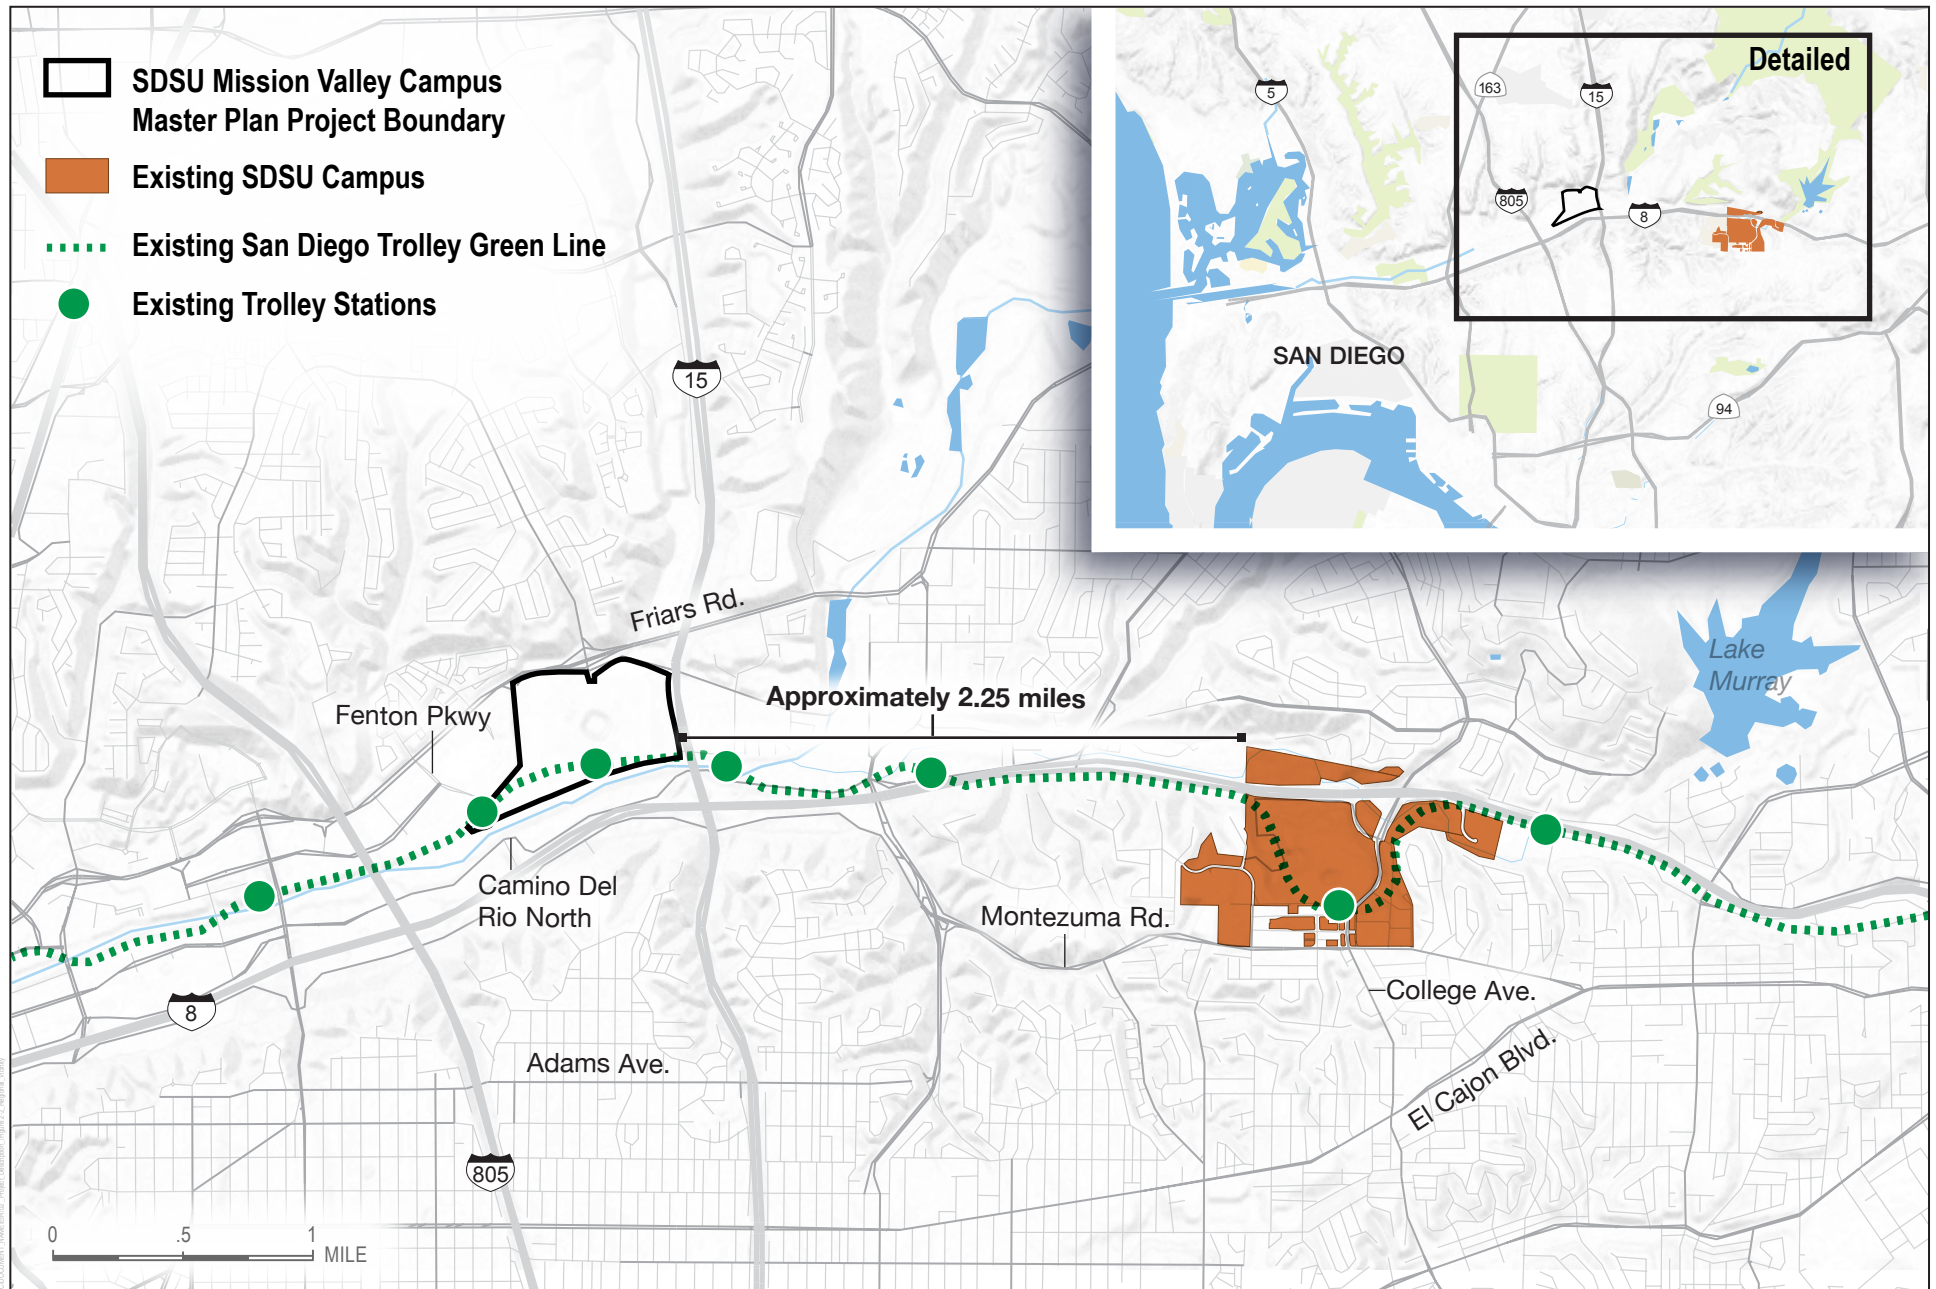 SDSU Mission Valley Campus
Master Plan Project Boundary
Existing SDSU Campus
Existing San Diego Trolley Green Line
Existing Trolley Stations
Detailed
5
163
15
805
8
SAN DIEGO
94
15
Friars Rd.
Lake
Murray
Approximately 2.25 miles
Fenton Pkwy
Camino Del
Rio North
Montezuma Rd.
College Ave.
8
Adams Ave.
El Cajon Blvd.
805
0 .5 1
MILE